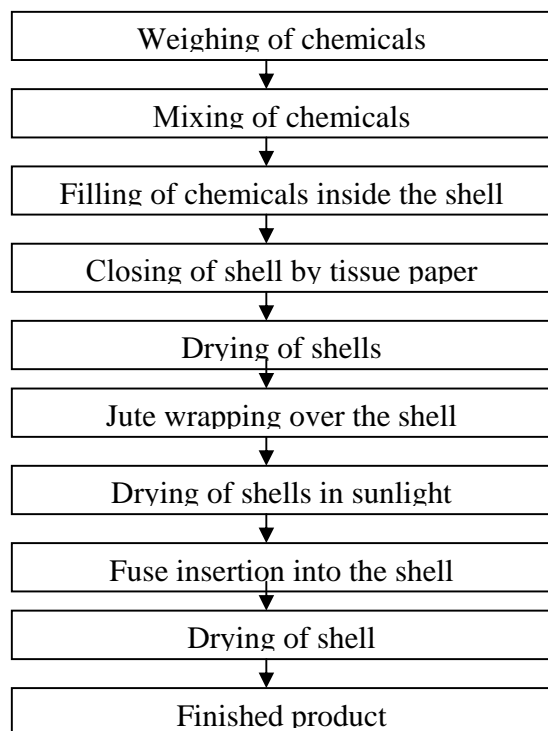 Weighing of chemicals
Mixing of chemicals
Filling of chemicals inside the shell
Closing of shell by tissue paper
Drying of shells
Jute wrapping over the shell
Drying of shells in sunlight
Fuse insertion into the shell
Drying of shell
Finished product